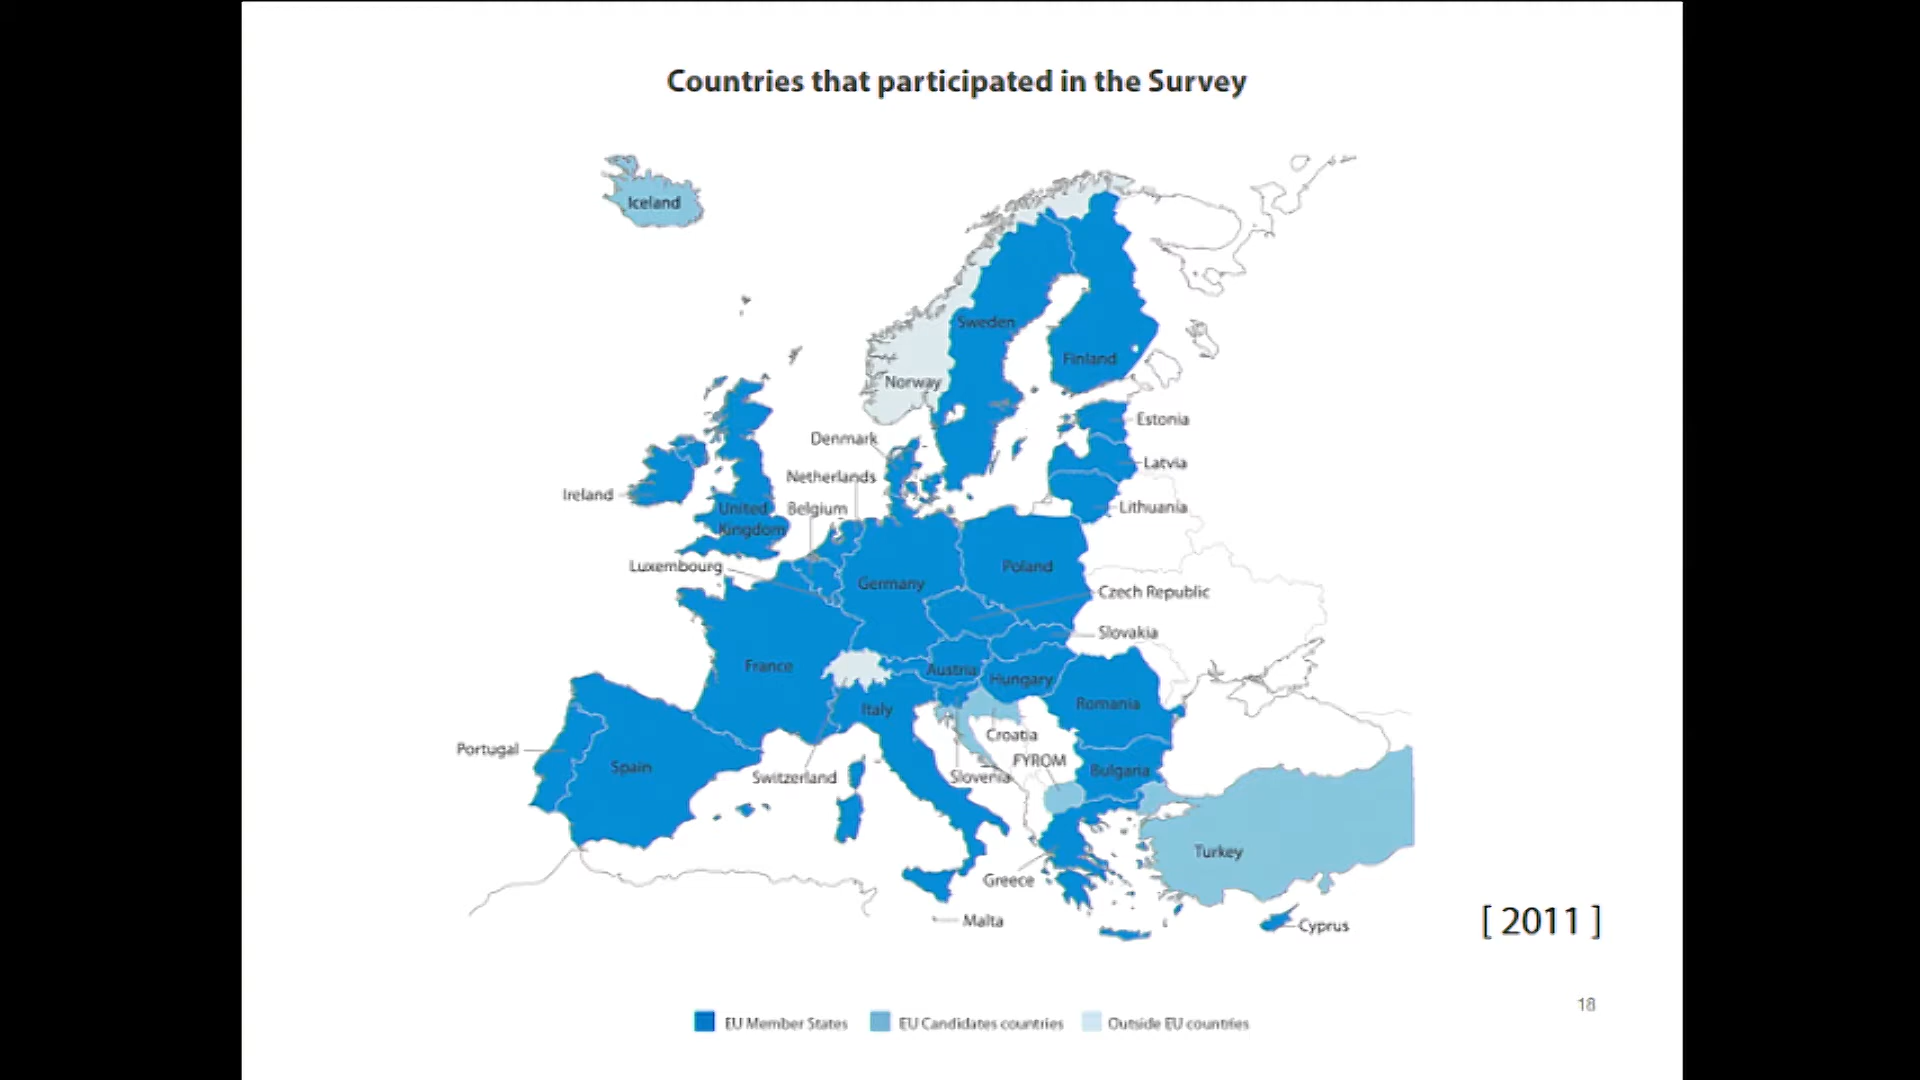 Countries that participated in the Survey
Iceland
Sweden
Finland
Norway
Estonia
Denmark
Latvia
Netherlands
Ireland
Lithuania
United
Kingdom
Belgium
Luxembourg
Poland
Germany
Czech Republic
Slovakia
France
Austria
Hungary
Italy
Romania
Croatia
Portugal
FYROM
Spain
Switzerland
Slovenia
Bulgaria
Turkey
Greece
Malta
Cyprus
[ 2011 ]
18
EU Member States
EU Candidates countries
Outside EU countries